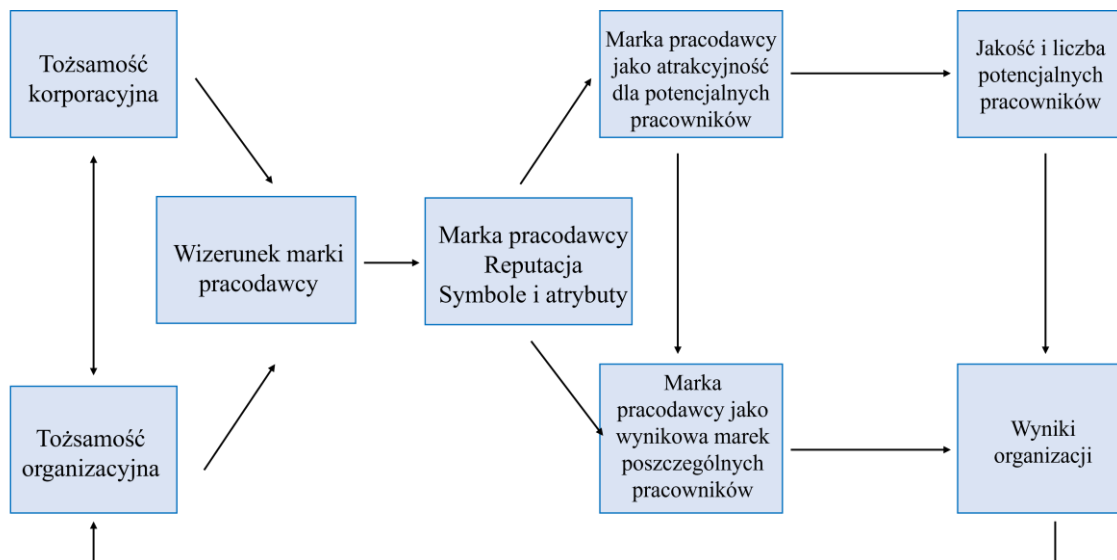 Tożsamość
korporacyjna
Marka pracodawcy
jako atrakcyjność
dla potencjalnych
pracowników
Jakość i liczba
potencjalnych
pracowników
Wizerunek marki
pracodawcy
Marka pracodawcy
Reputacja
Symbole i atrybuty
Tożsamość
organizacyjna
Marka
pracodawcy jako
wynikowa marek
poszczególnych
pracowników
Wyniki
organizacji